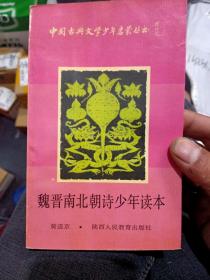 中国古典文学少年启蒙丛书
魏晋南北朝诗少年读本
陕西人民教育出版社